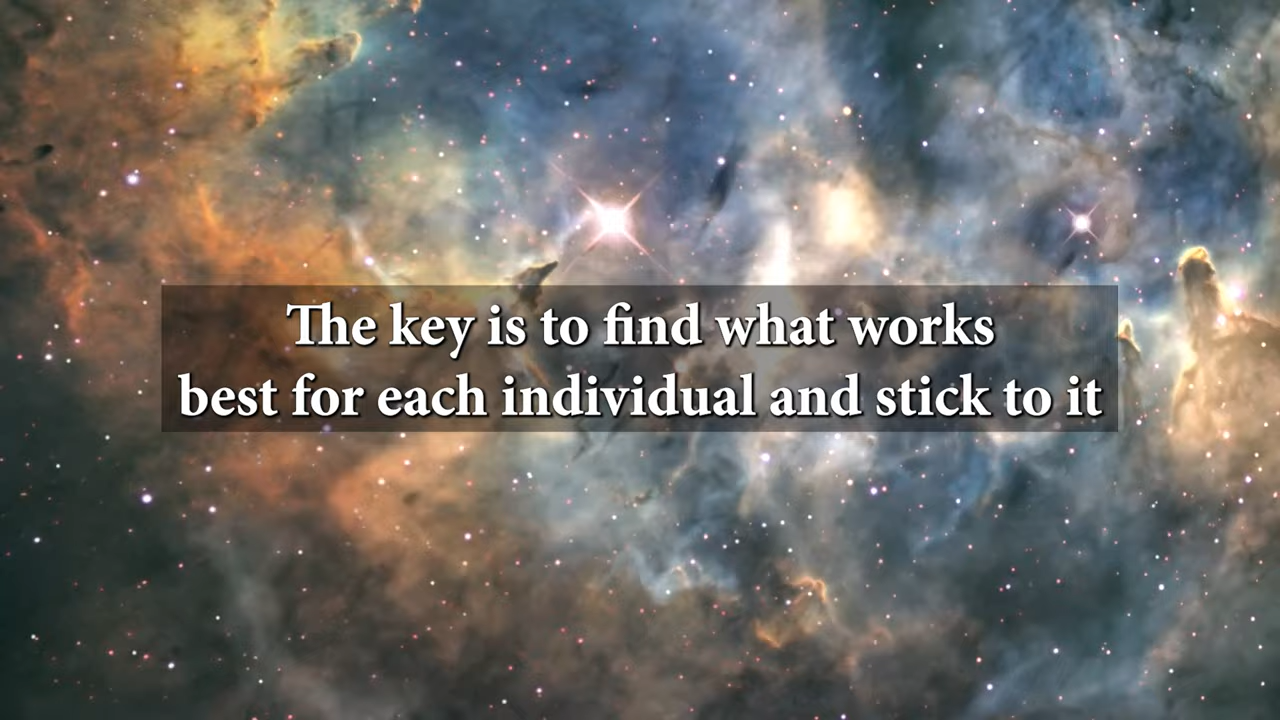 The key is to find what works
best for each individual and stick to it